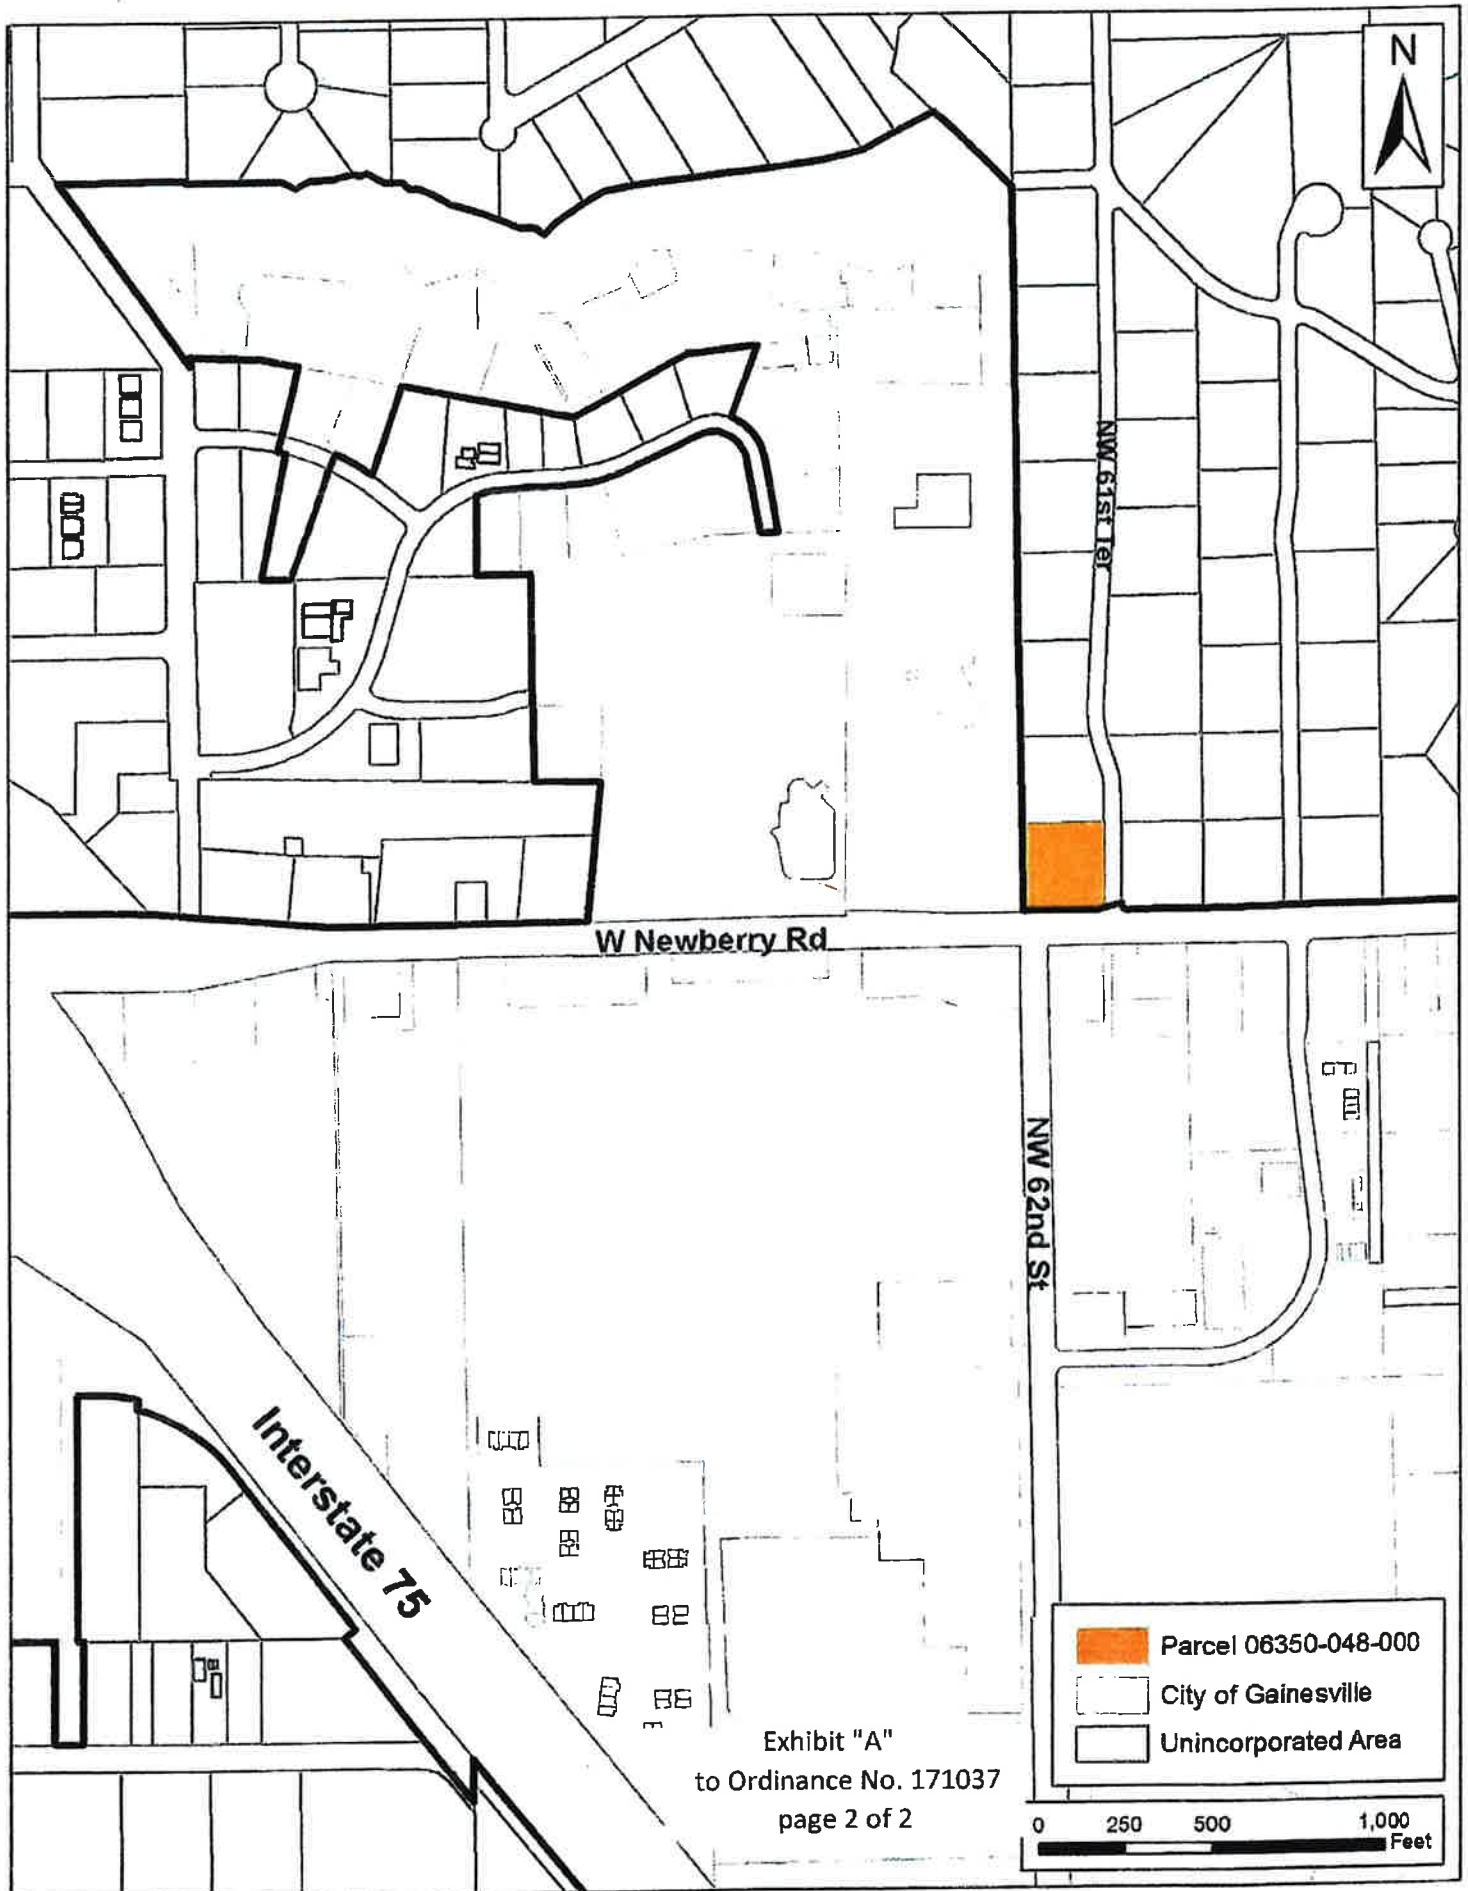 N
NW 61st Ter
W Newberry Rd
NW 62nd St
Interstate 75
Parcel 06350-048-000
City of Gainesville
Unincorporated Area
Exhibit "A"
to Ordinance No. 171037
page 2 of 2
0 250 500 1,000
Feet